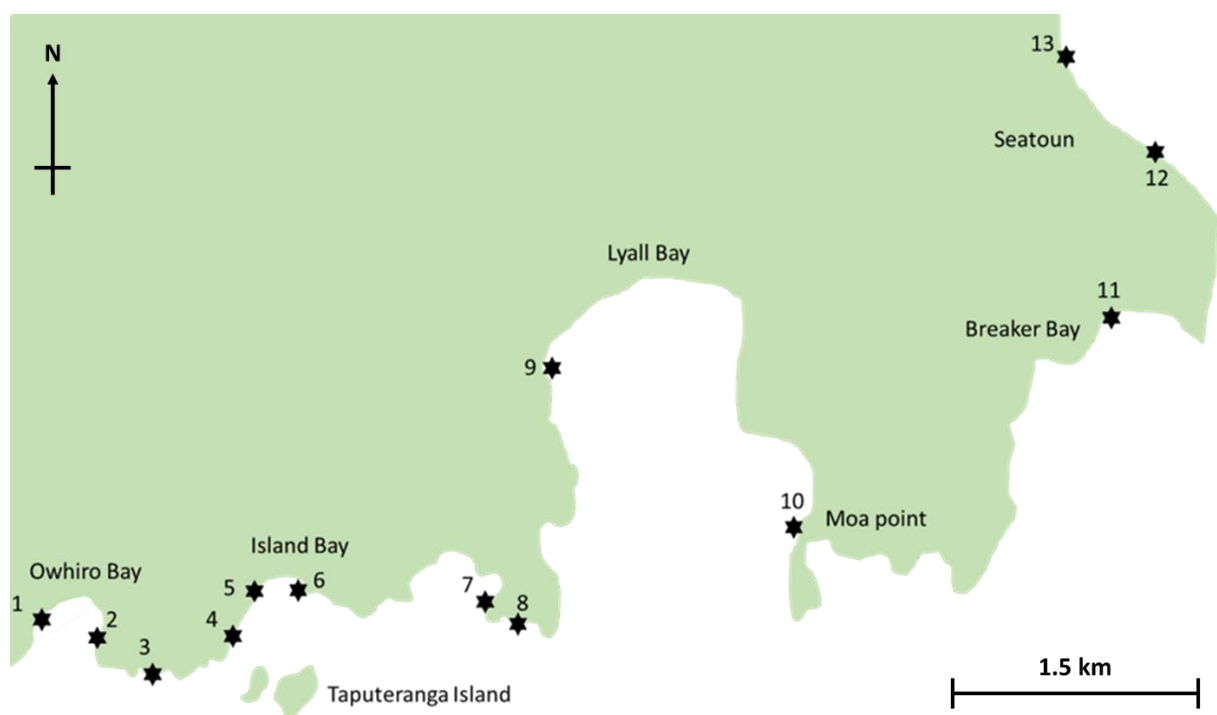 13
N
Seatoun
12
Lyall Bay
11
Breaker Bay
9
10
Moa point
Island Bay
Owhiro Bay
5
6
7
1
8
2
4
3
1.5 km
Taputeranga Island